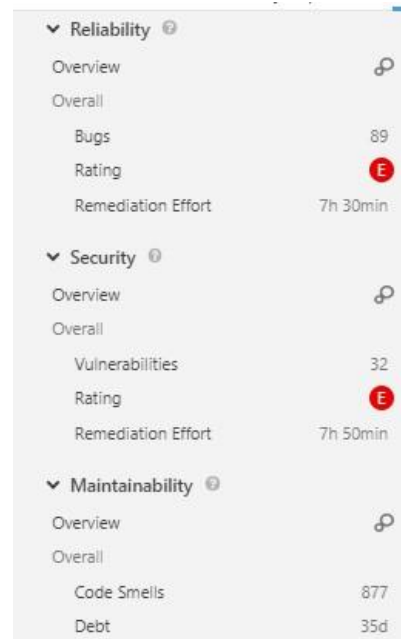 Reliability
Overview
Overall
Bugs 89
Rating E
Remediation Effort 7h 30min
Security
Overview
Overall
Vulnerabilities 32
Rating E
Remediation Effort 7h 50min
Maintainability
Overview
Overall
Code Smells 877
Debt 35d